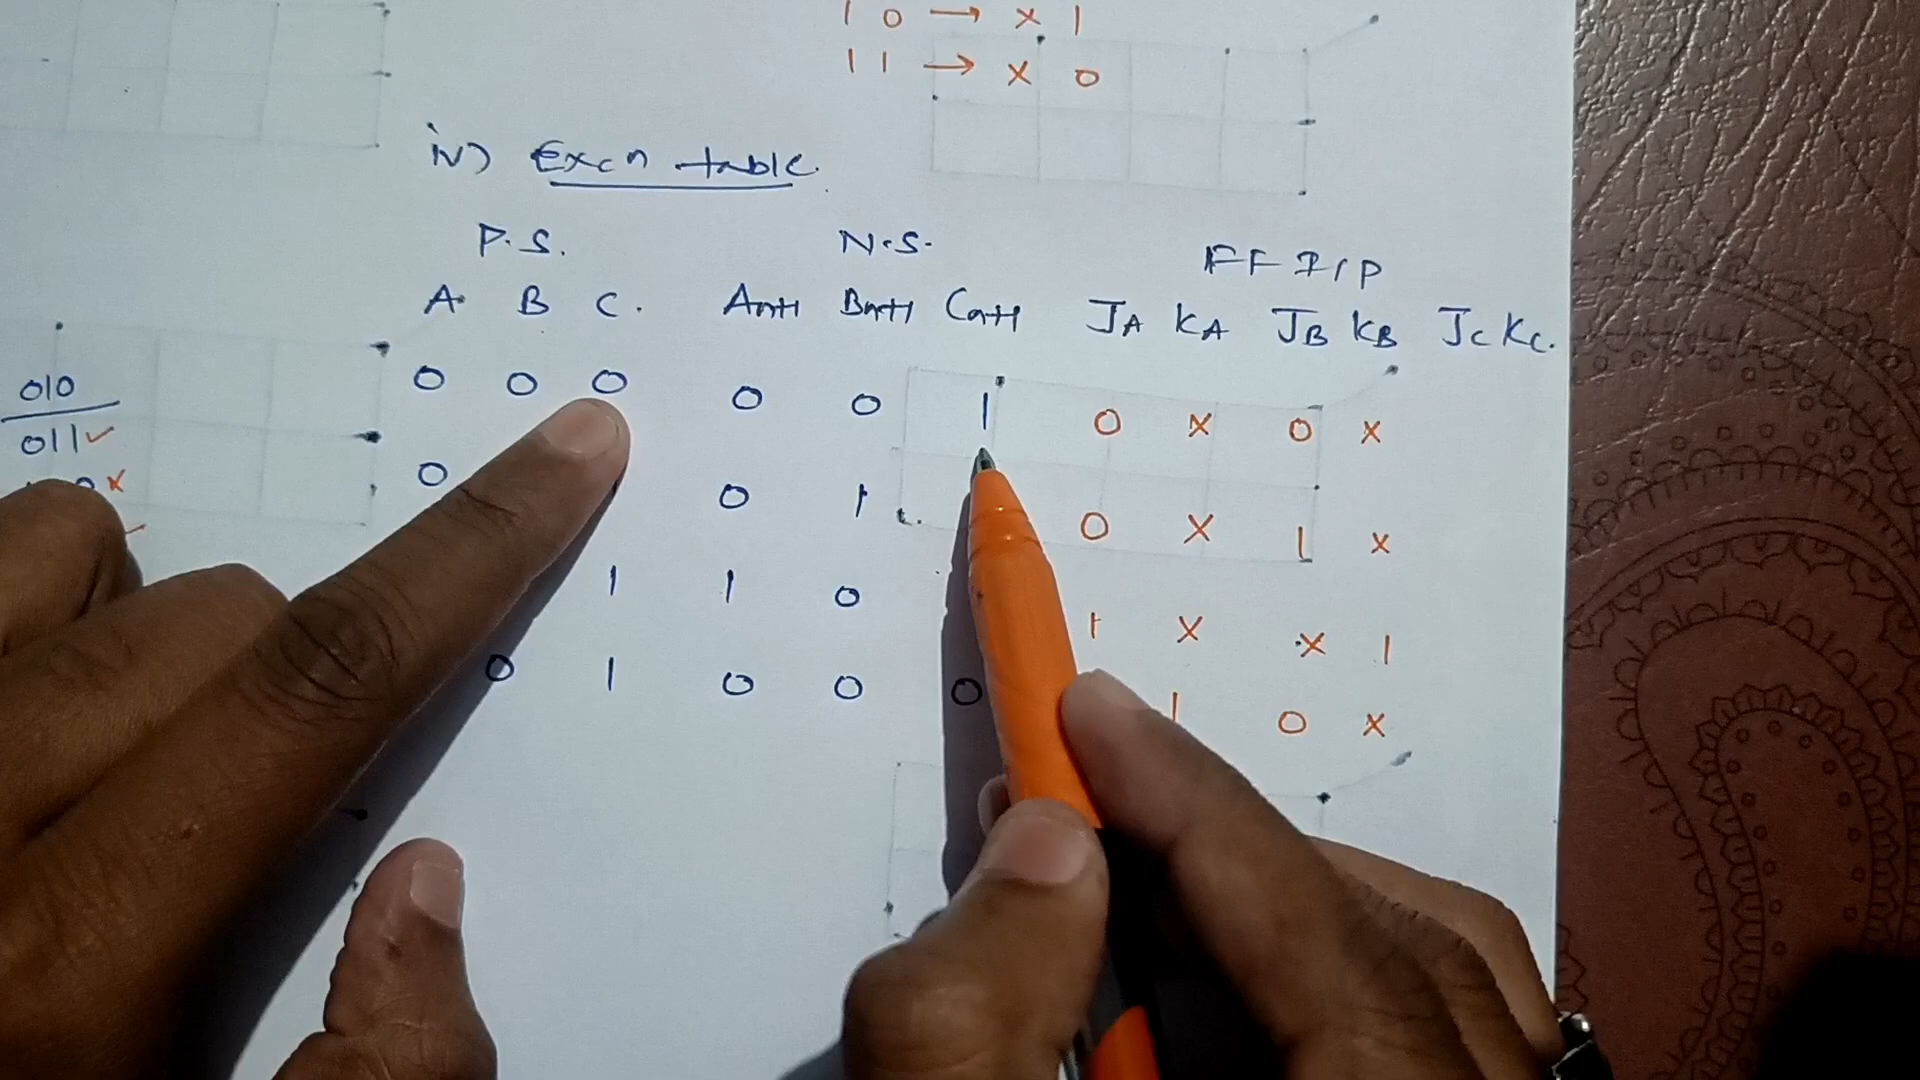 1 0 → x 1
1 1 → x 0
iv) Excn table.
P.S. N.S. FF I/P
A B C. An+1 Bn+1 Cn+1 JA KA JB KB JC KC.
010
0 0 0 0 0 1 0 x 0 x
011✓
0 0 1 0 x 1 x
x
1 1 0 1 x x 1
0 1 0 0 0 1 0 x